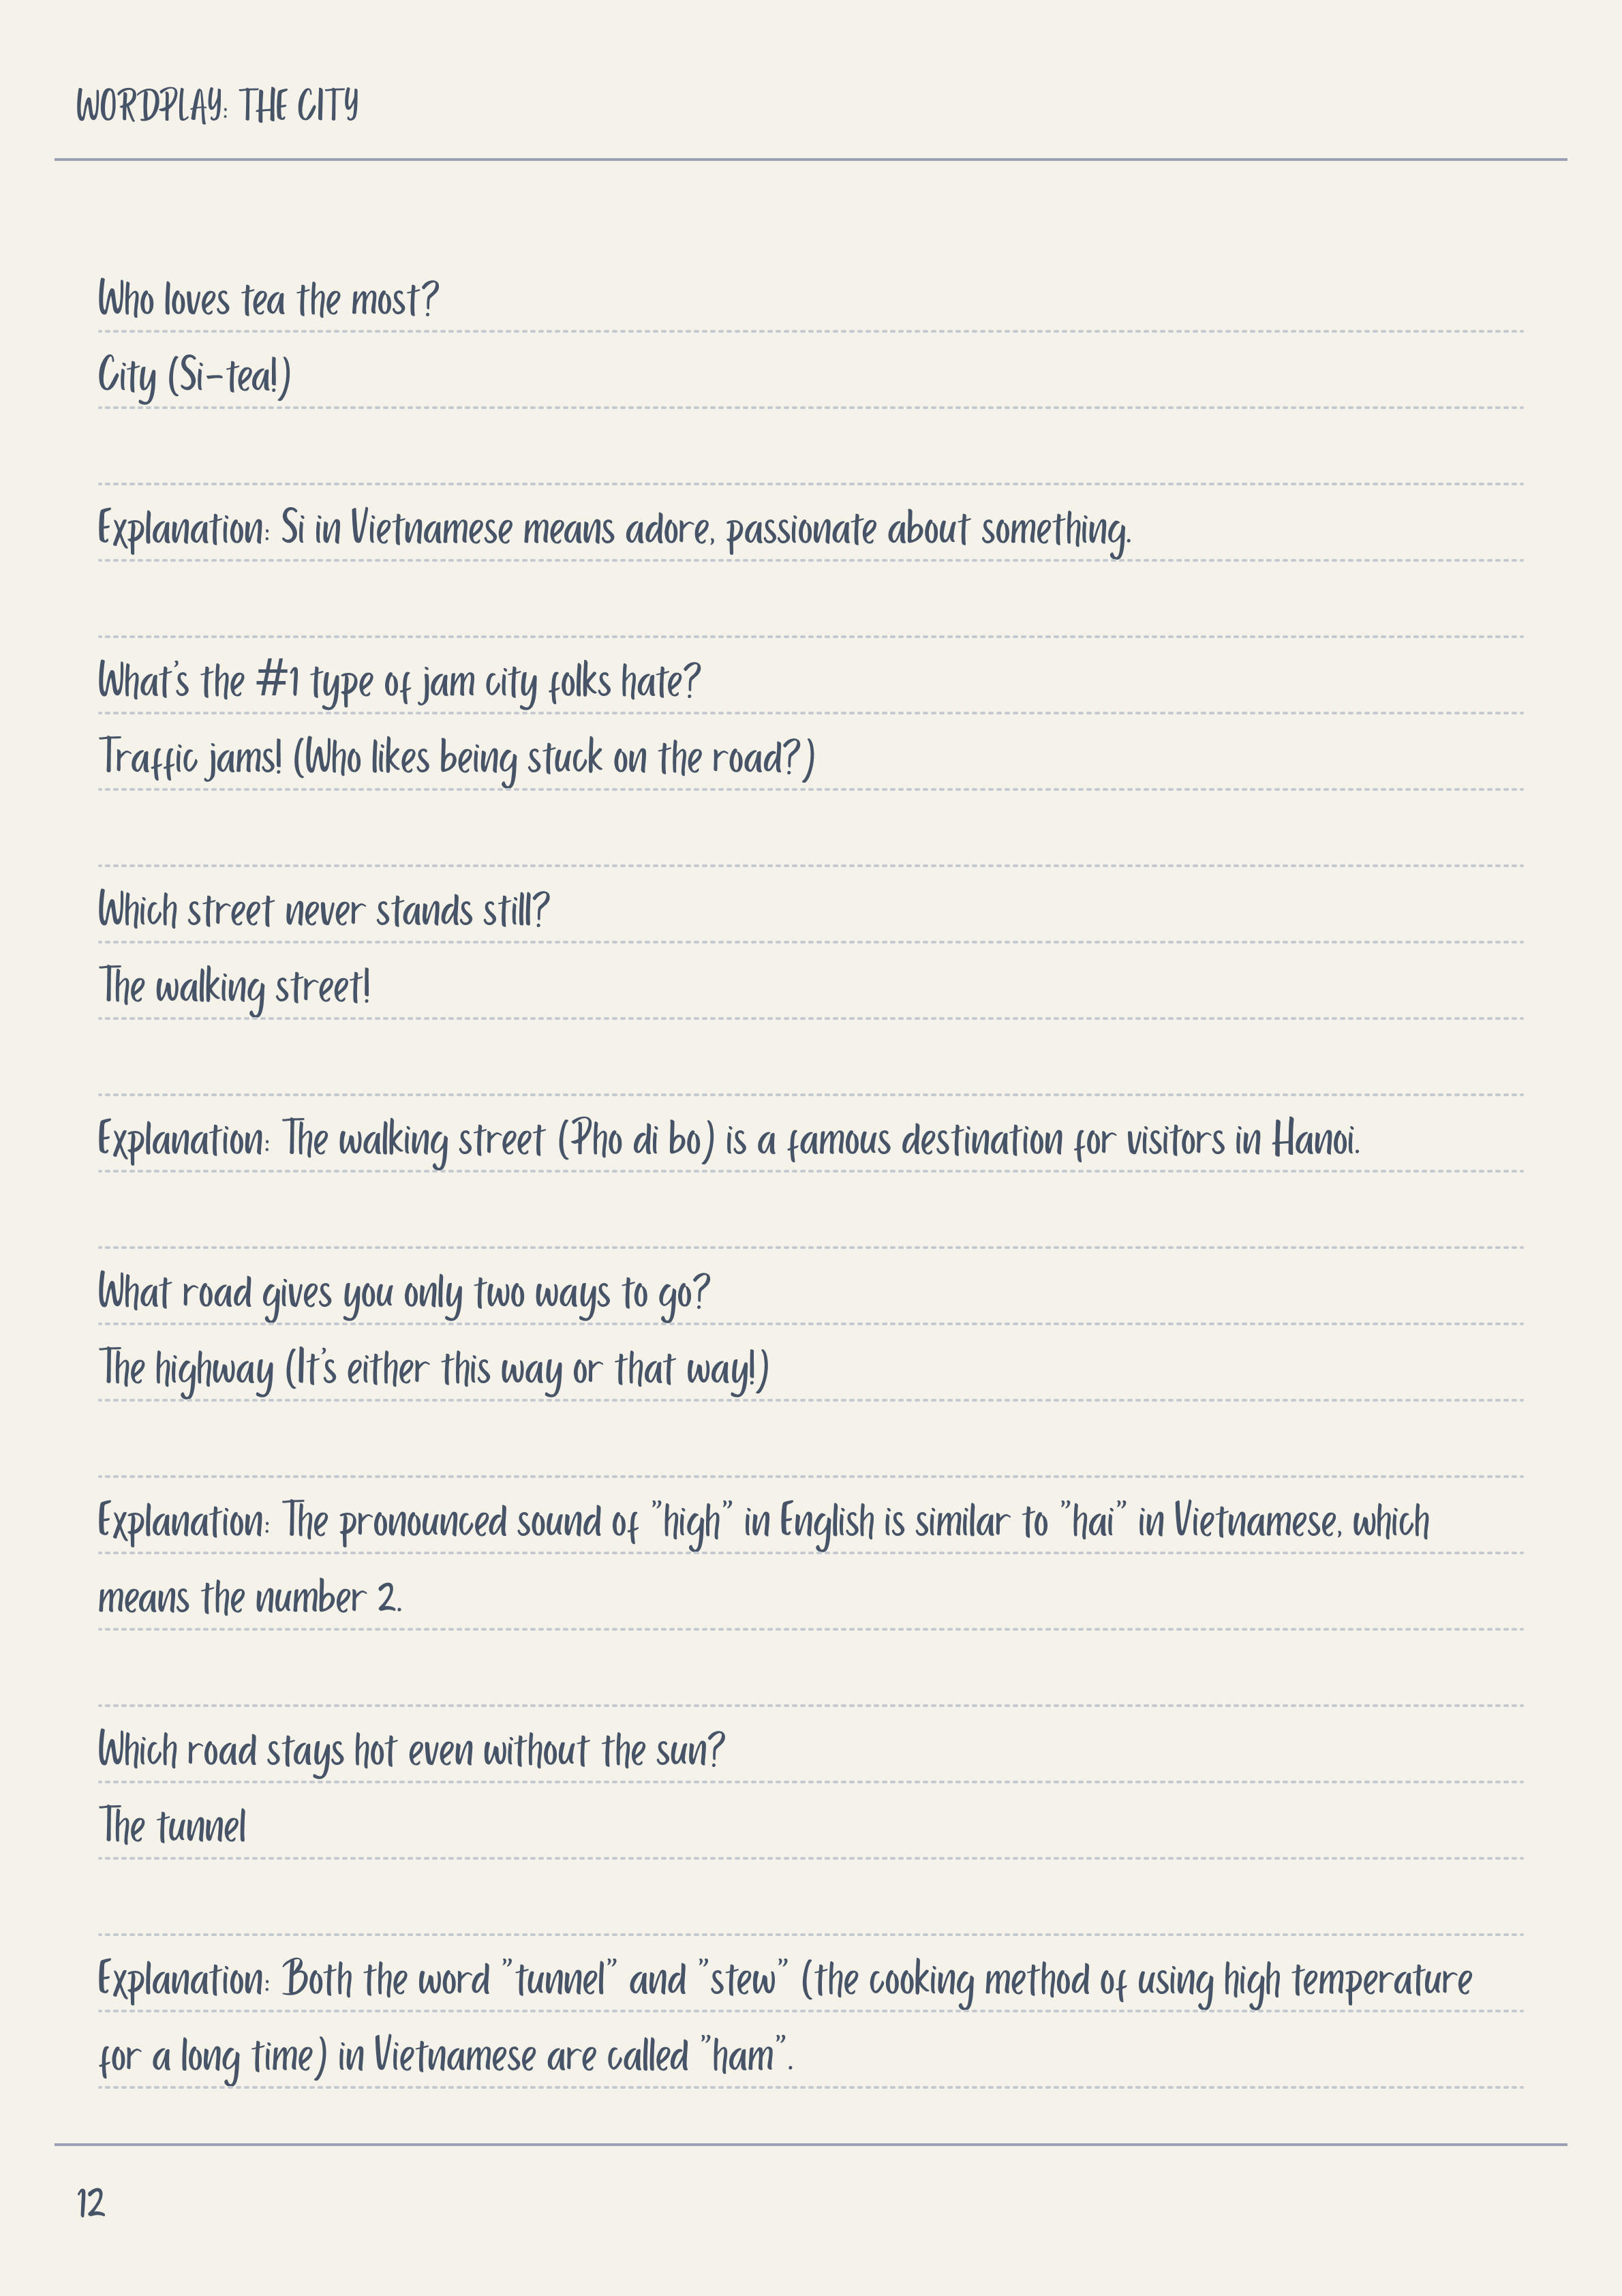 WORDPLAY: THE CITY
Who loves tea the most?
City (Si-tea!)
Explanation: Si in Vietnamese means adore, passionate about something.
What's the #1 type of jam city folks hate?
Traffic jams! (Who likes being stuck on the road?)
Which street never stands still?
The walking street!
Explanation: The walking street (Pho di bo) is a famous destination for visitors in Hanoi.
What road gives you only two ways to go?
The highway (It's either this way or that way!)
Explanation: The pronounced sound of "high" in English is similar to "hai" in Vietnamese, which
means the number 2.
Which road stays hot even without the sun?
The tunnel
Explanation: Both the word "tunnel" and "stew" (the cooking method of using high temperature
for a long time) in Vietnamese are called "ham".
12